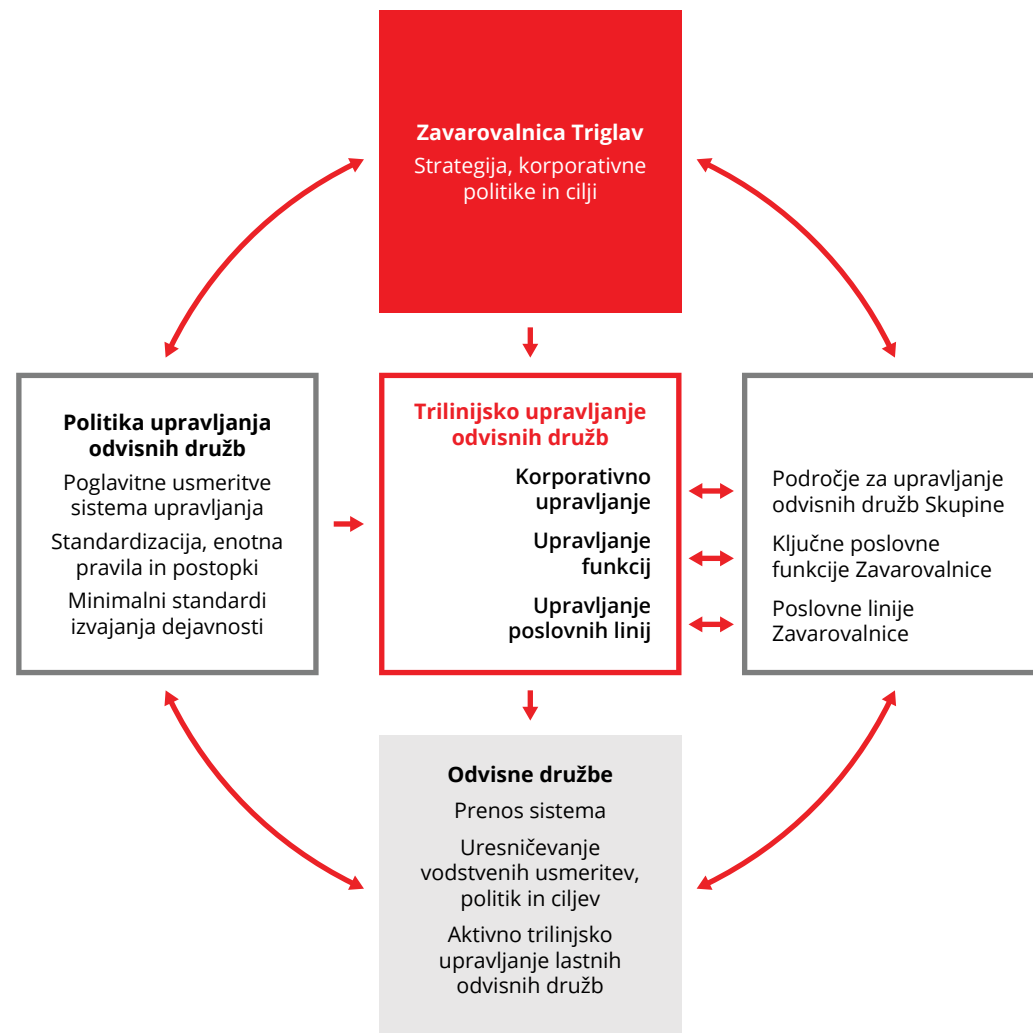 Zavarovalnica Triglav
Strategija, korporativne
politike in cilji
Politika upravljanja
odvisnih družb
Poglavitne usmeritve
sistema upravljanja
Standardizacija, enotna
pravila in postopki
Minimalni standardi
izvajanja dejavnosti
Trilinijsko upravljanje
odvisnih družb
Korporativno
upravljanje
Upravljanje
funkcij
Upravljanje
poslovnih linij
Področje za upravljanje
odvisnih družb Skupine
Ključne poslovne
funkcije Zavarovalnice
Poslovne linije
Zavarovalnice
Odvisne družbe
Prenos sistema
Uresničevanje
vodstvenih usmeritev,
politik in ciljev
Aktivno trilinjsko
upravljanje lastnih
odvisnih družb